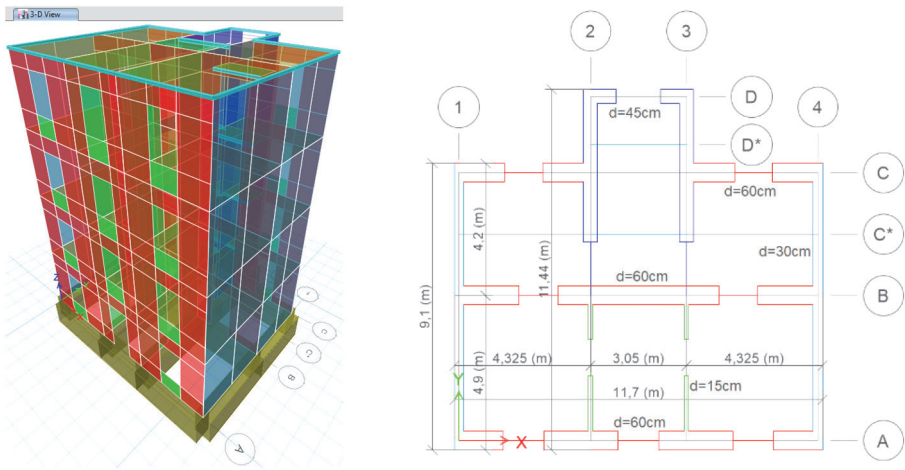 3-D View
Z
C
C
B
A
2
3
1
4
D
d=45cm
D*
C
d=60cm
4,2 (m)
11,44 (m)
C*
d=30cm
9,1 (m)
d=60cm
B
4,325 (m)
3,05 (m)
4,325 (m)
4,9 (m)
Y
11,7 (m)
d=15cm
d=60cm
X
A